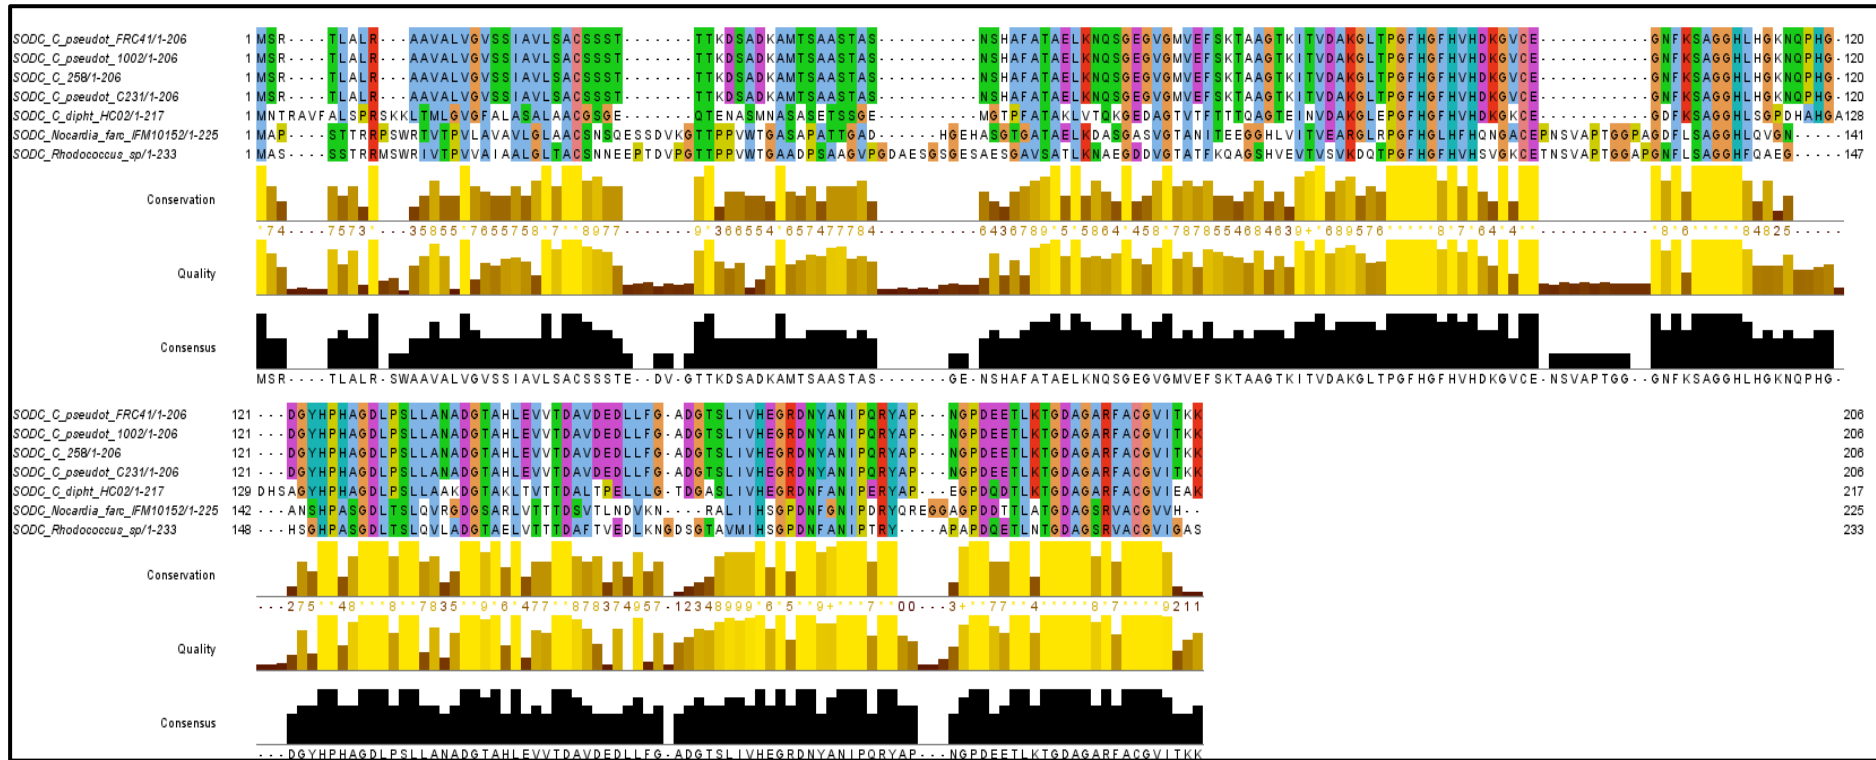 SODC_C_pseudot_FRC41/1-206 1 MSR----TLALR---AAVALVGVSSIAVLSACSSST-------TTKDSADKAMTSAASTAS----------NSHAFATAELKNQSGEGVGMVEFSKTAAGTKITVDAKGLTPGFHGFHVHDKGVCE-----------GNFKSAGGHLHGKNQPHG- 120
SODC_C_pseudot_1002/1-206 1 MSR----TLALR---AAVALVGVSSIAVLSACSSST-------TTKDSADKAMTSAASTAS----------NSHAFATAELKNQSGEGVGMVEFSKTAAGTKITVDAKGLTPGFHGFHVHDKGVCE-----------GNFKSAGGHLHGKNQPHG- 120
SODC_C_258/1-206 1 MSR----TLALR---AAVALVGVSSIAVLSACSSST-------TTKDSADKAMTSAASTAS----------NSHAFATAELKNQSGEGVGMVEFSKTAAGTKITVDAKGLTPGFHGFHVHDKGVCE-----------GNFKSAGGHLHGKNQPHG- 120
SODC_C_pseudot_C231/1-206 1 MSR----TLALR---AAVALVGVSSIAVLSACSSST-------TTKDSADKAMTSAASTAS----------NSHAFATAELKNQSGEGVGMVEFSKTAAGTKITVDAKGLTPGFHGFHVHDKGVCE-----------GNFKSAGGHLHGKNQPHG- 120
SODC_C_dipht_HC02/1-217 1 MNTRAVFALSPRSKKLTMLGVGFALASALAACGSGE-------QTENASMNASASETSSGE----------MGTPFATAKLVTQKGEDAGTVTFTTTQAGTEINVDAKGLEPGFHGFHVHDKGVCE-----------GDFKSAGGHLSGPDHAHGA 128
SODC_Nocardia_farc_IFM10152/1-225 1 MAP----STTRRPSWRTVTPVLAVAVLGLAACSNSQESSDVKGTTPPVWTGASAPATTGAD------HGEHASGTGATAELKDASGASVGTANITEEGGHLVITVEARGLRPGFHGLHFHQNGACEPNSVAPTGGPAGDFLSAGGHLQVGN----- 141
SODC_Rhodococcus_sp/1-233 1 MAS----SSTRRMSWRIVTPVVAIAALGLTACSNNEEPTDVPGTTPPVWTGAADPSAAGVPGDAESGSGESAESGAVSATLKNAEGDDVGTATFKQAGSHVEVTVSVKDQTPGFHGFHVHSVGKCETNSVAPTGGAPGNFLSAGGHFQAEG----- 147
Conservation
Quality
Consensus
MSR----TLALR-SWAAVALVGVSSIAVLSACSSSTE--DV-GTTKDSADKAMTSAASTAS-------GE-NSHAFATAELKNQSGEGVGMVEFSKTAAGTKITVDAKGLTPGFHGFHVHDKGVCE-NSVAPTGG--GNFKSAGGHLHGKNQPHG-
SODC_C_pseudot_FRC41/1-206 121 ---DGYHPHAGDLPSLLANADGTAHLEVVTDAVDEDLLFG-ADGTSLIVHEGRDNYANIPQRYAP---NGPDEETLKTGDAGARFACGVITKK 206
SODC_C_pseudot_1002/1-206 121 ---DGYHPHAGDLPSLLANADGTAHLEVVTDAVDEDLLFG-ADGTSLIVHEGRDNYANIPQRYAP---NGPDEETLKTGDAGARFACGVITKK 206
SODC_C_258/1-206 121 ---DGYHPHAGDLPSLLANADGTAHLEVVTDAVDEDLLFG-ADGTSLIVHEGRDNYANIPQRYAP---NGPDEETLKTGDAGARFACGVITKK 206
SODC_C_pseudot_C231/1-206 121 ---DGYHPHAGDLPSLLANADGTAHLEVVTDAVDEDLLFG-ADGTSLIVHEGRDNYANIPQRYAP---NGPDEETLKTGDAGARFACGVITKK 206
SODC_C_dipht_HC02/1-217 129 DHSAGYHPHAGDLPSLLAAKDGTAKLTVTTDALTPELLLG-TDGASLIVHEGRDNFANIPERYAP---EGPDQDTLKTGDAGARFACGVIEAK 217
SODC_Nocardia_farc_IFM10152/1-225 142 ---ANSHPASGDLTSLQVRGDGSARLVTTTDSVTLNDVKN----RALIIHSGPDNFGNIPDRYQREGGAGPDDTTLATGDAGSRVACGVVH-- 225
SODC_Rhodococcus_sp/1-233 148 ---HSGHPASGDLTSLQVLADGTAELVTTTDAFTVEDLKNGDSGTAVMIHSGPDNFANIPTRY----APAPDQETLNTGDAGSRVACGVIGAS 233
Conservation
Quality
Consensus
---DGYHPHAGDLPSLLANADGTAHLEVVTDAVDEDLLFG-ADGTSLIVHEGRDNYANIPQRYAP---NGPDEETLKTGDAGARFACGVITKK